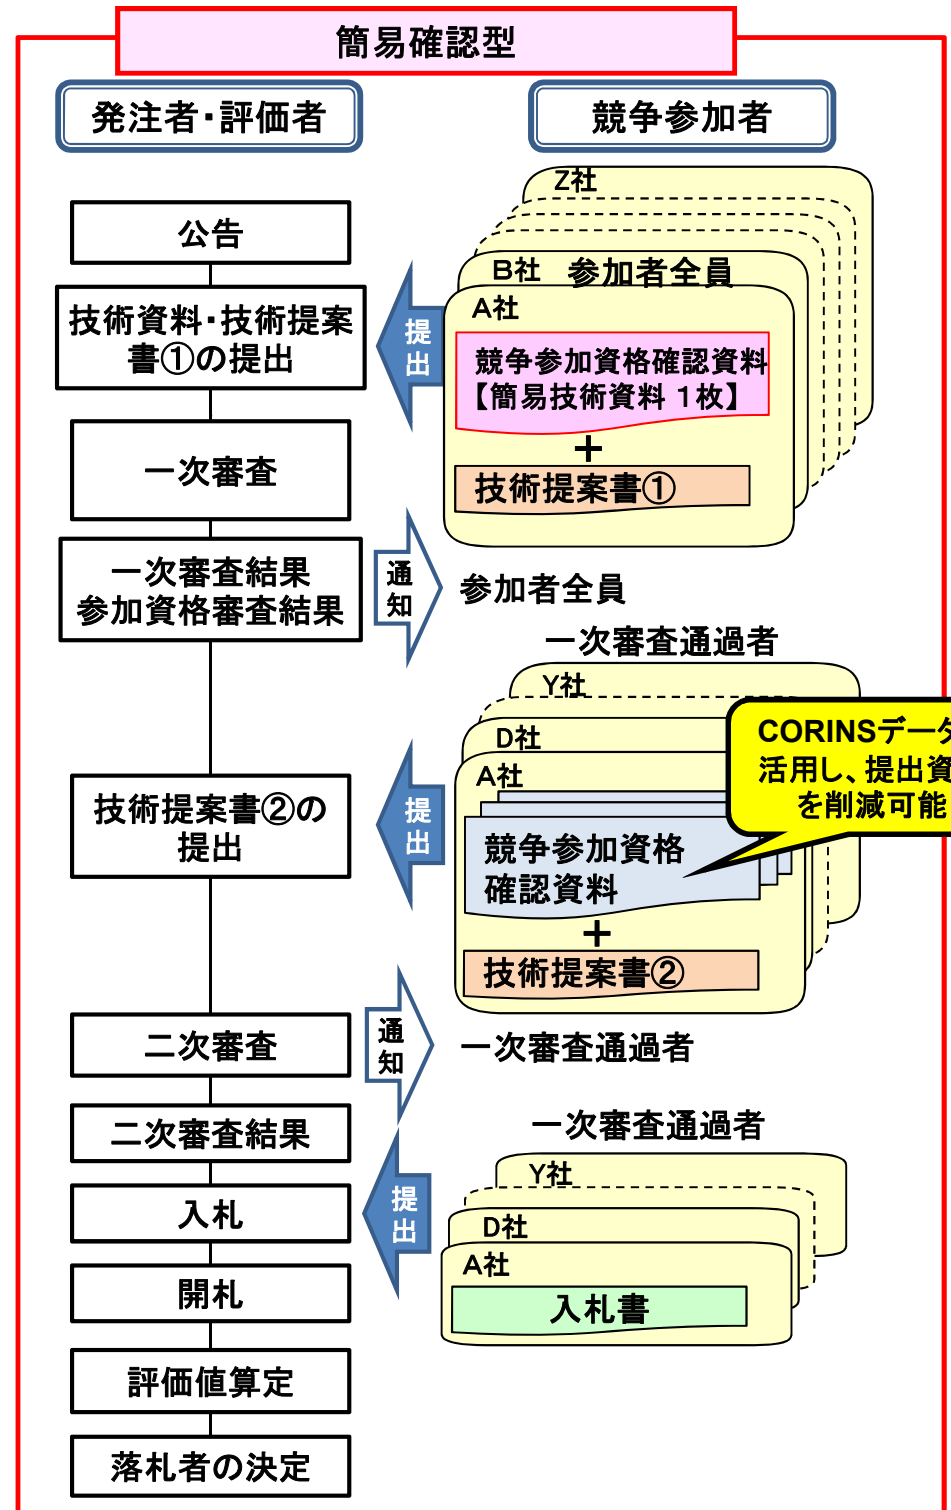 簡易確認型
発注者・評価者
競争参加者
公告
技術資料・技術提案
書①の提出
一次審査
一次審査結果
参加資格審査結果
技術提案書②の
提出
二次審査
二次審査結果
入札
開札
評価値算定
落札者の決定
Z社
B社
参加者全員
A社
提
出
競争参加資格確認資料
【簡易技術資料 1枚】
＋
技術提案書①
通
知
参加者全員
一次審査通過者
Y社
D社
A社
CORINSデータ
活用し、提出資
を削減可能
提
出
競争参加資格
確認資料
＋
技術提案書②
通
知
一次審査通過者
一次審査通過者
Y社
D社
A社
提
出
入札書